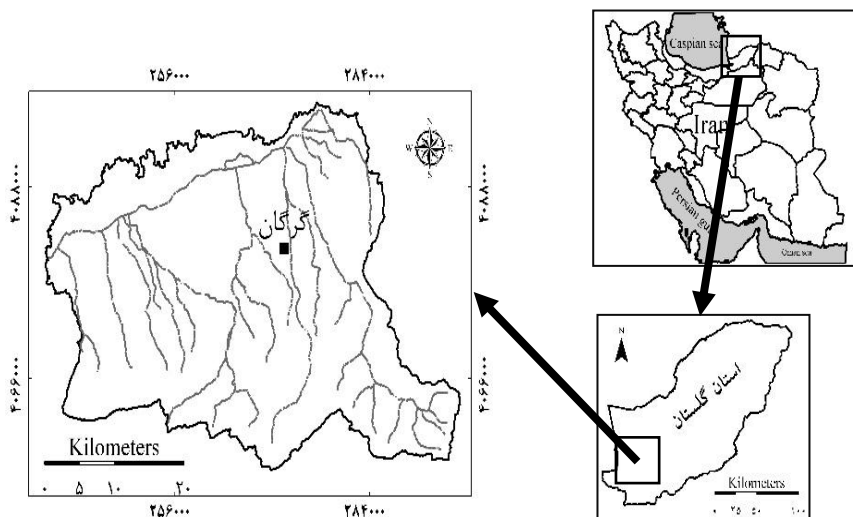 ۲۵۶۰۰۰ ۲۸۴۰۰۰
N
W E
S
۴۰۸۸۰۰۰ ۴۰۸۸۰۰۰
گرگان
۴۰۶۶۰۰۰ ۴۰۶۶۰۰۰
Kilometers
۰ ۵ ۱۰ ۲۰
۲۵۶۰۰۰ ۲۸۴۰۰۰
Caspian sea
Iran
Persian
Oman sea
N
استان گلستان
Kilometers
۰ ۲۵ ۵۰ ۱۰۰